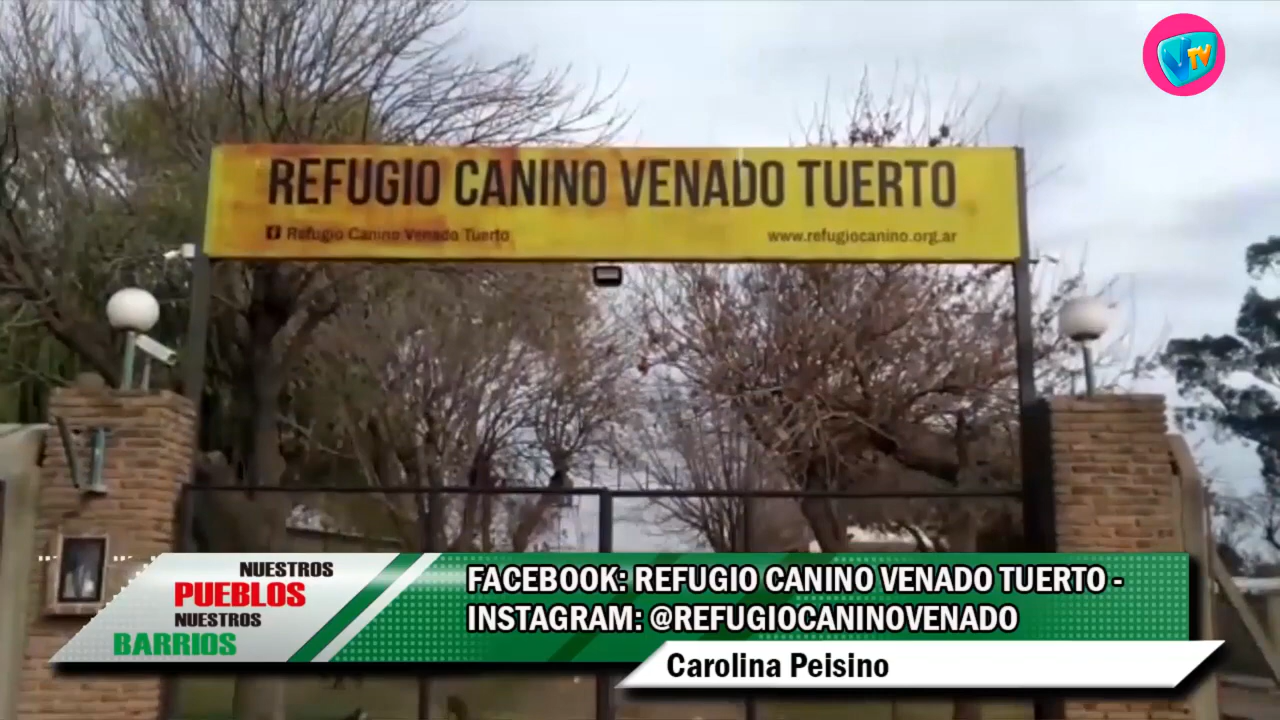 VTV
REFUGIO CANINO VENADO TUERTO
Refugio Canino Venado Tuerto
www.refugiocanino.org.ar
NUESTROS
PUEBLOS
NUESTROS
BARRIOS
FACEBOOK: REFUGIO CANINO VENADO TUERTO -
INSTAGRAM: @REFUGIOCANINOVENADO
Carolina Peisino